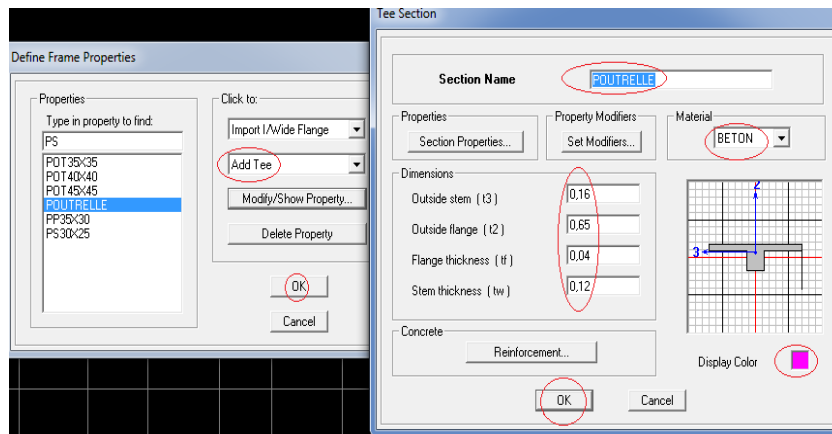 Define Frame Properties
Properties
Type in property to find:
PS
POT35X35
POT40X40
POT45X45
POUTRELLE
PP35X30
PS30X25
Click to:
Import I/Wide Flange
Add Tee
Modify/Show Property...
Delete Property
OK
Cancel
Tee Section
Section Name
POUTRELLE
Properties
Section Properties...
Property Modifiers
Set Modifiers...
Material
BETON
Dimensions
Outside stem ( t3 )
0,16
Outside flange ( t2 )
0,65
Flange thickness ( tf )
0,04
Stem thickness ( tw )
0,12
2
3
Concrete
Reinforcement...
Display Color
OK
Cancel